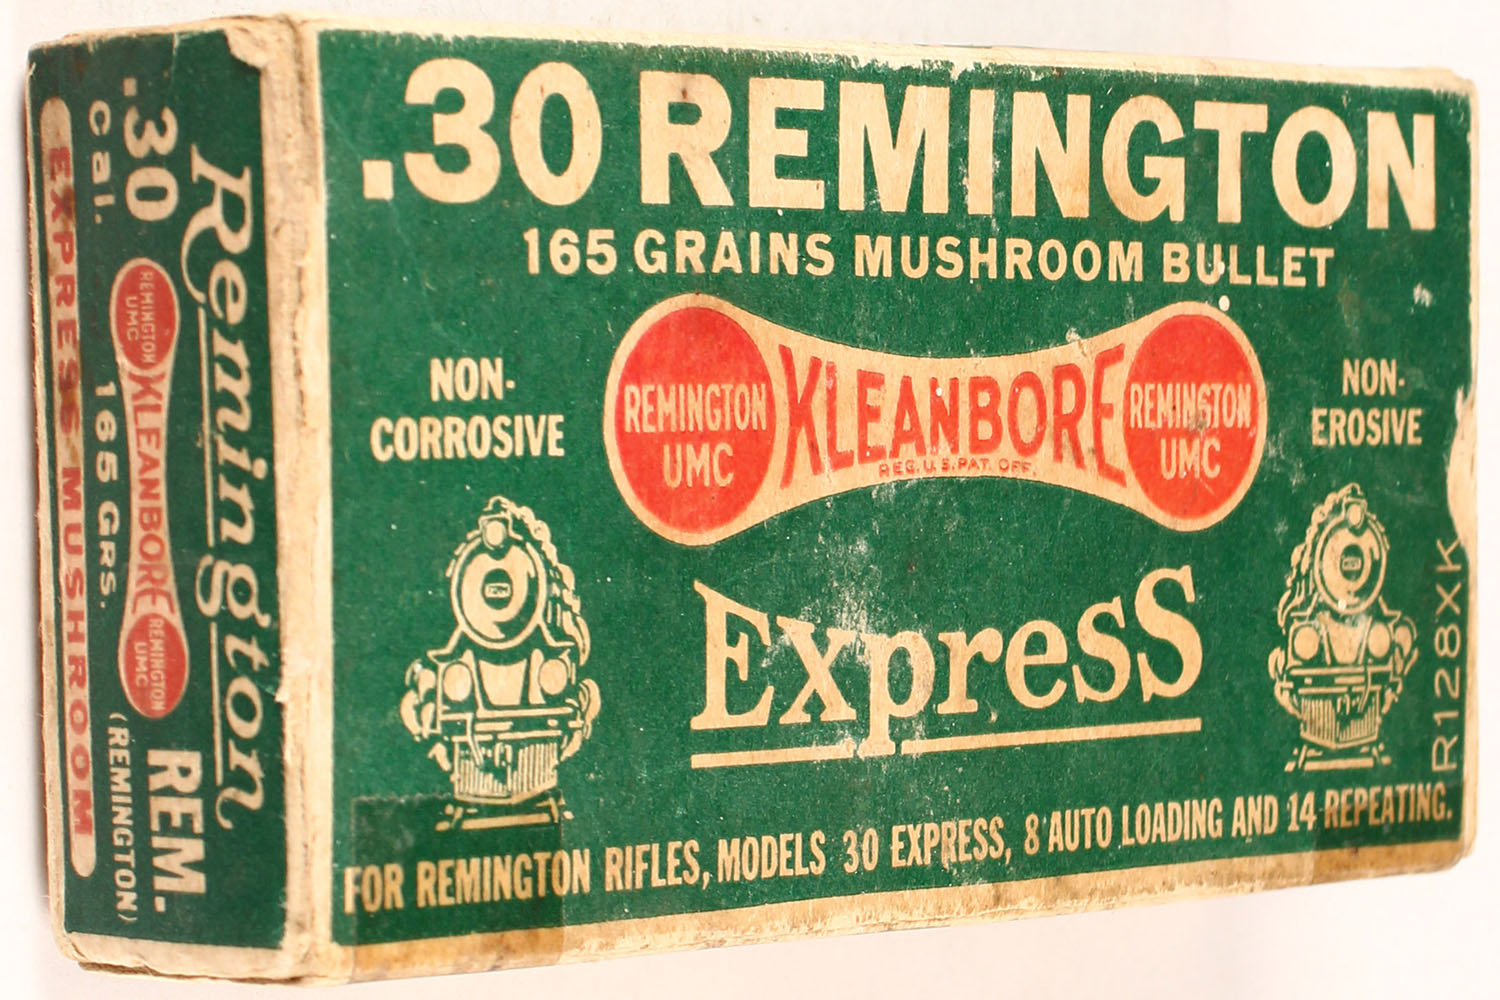 .30 REMINGTON
165 GRAINS MUSHROOM BULLET
NON-
CORROSIVE
REMINGTON
UMC
KLEANBORE
REG. U.S. PAT. OFF.
REMINGTON
UMC
NON-
EROSIVE
Express
FOR REMINGTON RIFLES, MODELS 30 EXPRESS, 8 AUTO LOADING AND 14 REPEATING.
R128XK
Remington
.30
REMINGTON
UMC
KLEANBORE
REMINGTON
UMC
REM.
Cal.
165 GRS.
(REMINGTON)
EXPRESS MUSHROOM